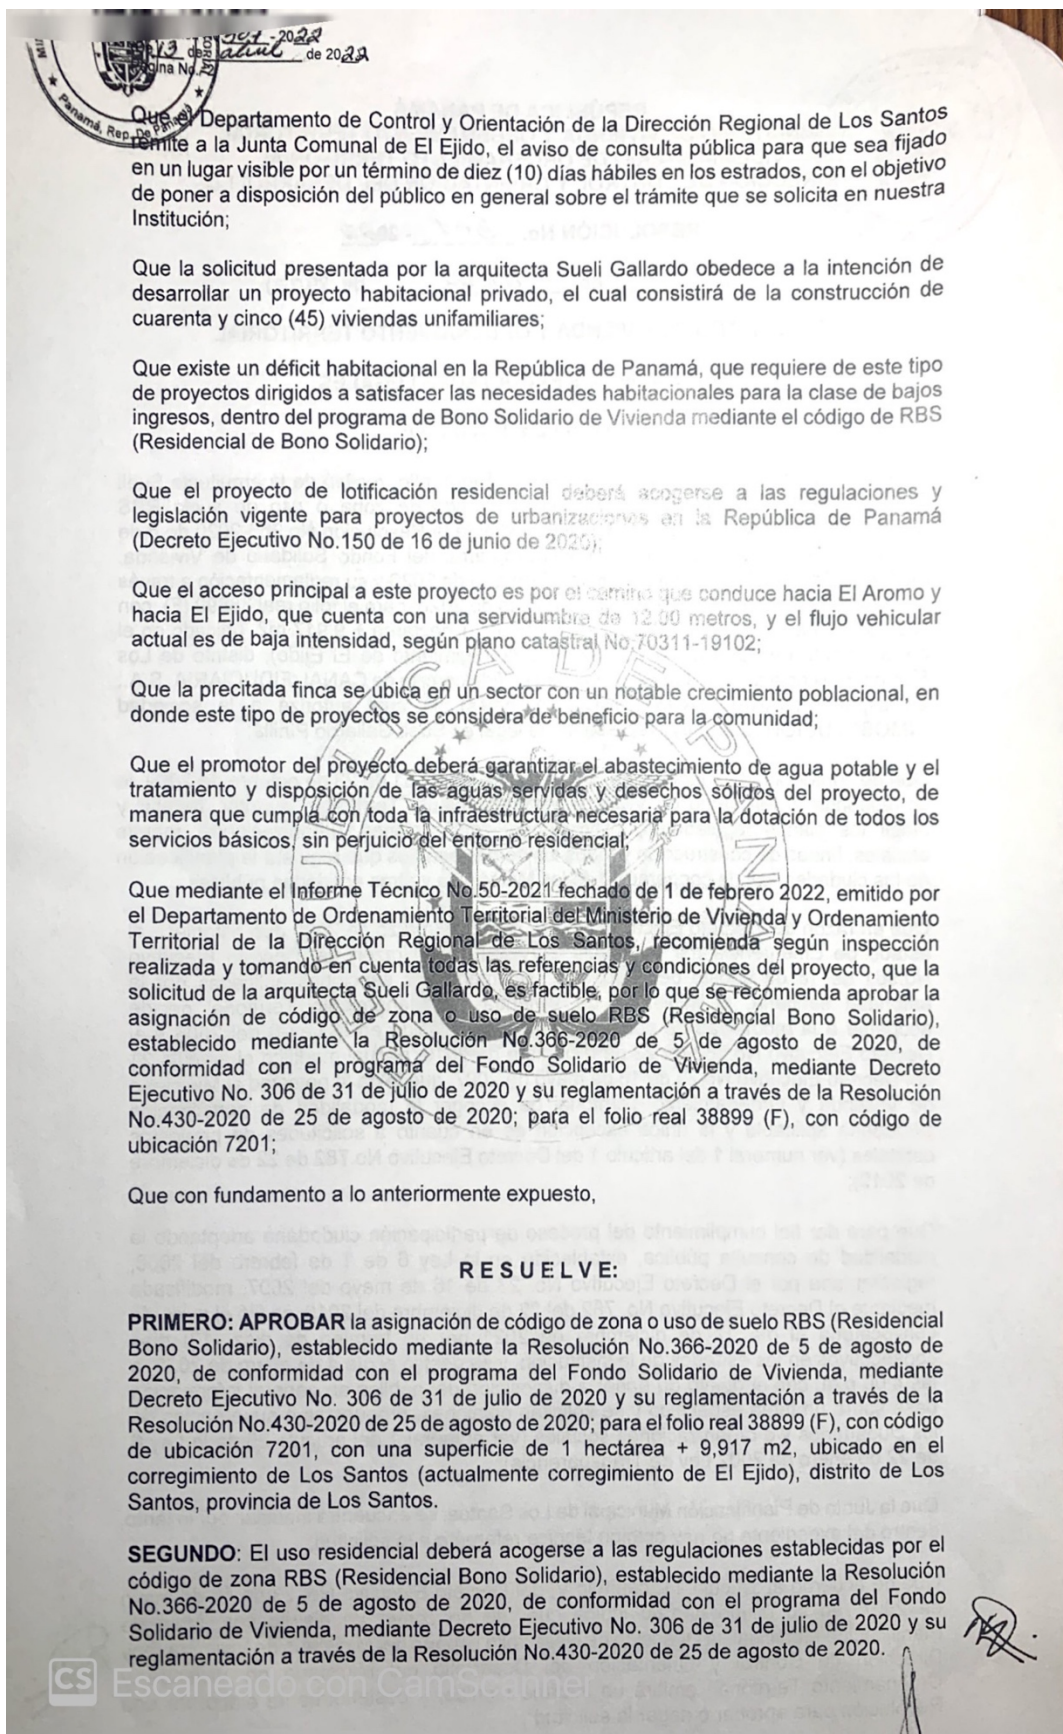 -2022
13 de abril de 2022
Página No.
Panamá, Rep. De Panamá
Que el Departamento de Control y Orientación de la Dirección Regional de Los Santos
remite a la Junta Comunal de El Ejido, el aviso de consulta pública para que sea fijado
en un lugar visible por un término de diez (10) días hábiles en los estrados, con el objetivo
de poner a disposición del público en general sobre el trámite que se solicita en nuestra
Institución;
Que la solicitud presentada por la arquitecta Sueli Gallardo obedece a la intención de
desarrollar un proyecto habitacional privado, el cual consistirá de la construcción de
cuarenta y cinco (45) viviendas unifamiliares;
Que existe un déficit habitacional en la República de Panamá, que requiere de este tipo
de proyectos dirigidos a satisfacer las necesidades habitacionales para la clase de bajos
ingresos, dentro del programa de Bono Solidario de Vivienda mediante el código de RBS
(Residencial de Bono Solidario);
Que el proyecto de lotificación residencial deberá acogerse a las regulaciones y
legislación vigente para proyectos de urbanizaciones en la República de Panamá
(Decreto Ejecutivo No.150 de 16 de junio de 2020);
Que el acceso principal a este proyecto es por el camino que conduce hacia El Aromo y
hacia El Ejido, que cuenta con una servidumbre de 12.00 metros, y el flujo vehicular
actual es de baja intensidad, según plano catastral No.70311-19102;
Que la precitada finca se ubica en un sector con un notable crecimiento poblacional, en
donde este tipo de proyectos se considera de beneficio para la comunidad;
Que el promotor del proyecto deberá garantizar el abastecimiento de agua potable y el
tratamiento y disposición de las aguas servidas y desechos sólidos del proyecto, de
manera que cumpla con toda la infraestructura necesaria para la dotación de todos los
servicios básicos, sin perjuicio del entorno residencial;
Que mediante el Informe Técnico No.50-2021 fechado de 1 de febrero 2022, emitido por
el Departamento de Ordenamiento Territorial del Ministerio de Vivienda y Ordenamiento
Territorial de la Dirección Regional de Los Santos, recomienda según inspección
realizada y tomando en cuenta todas las referencias y condiciones del proyecto, que la
solicitud de la arquitecta Sueli Gallardo, es factible, por lo que se recomienda aprobar la
asignación de código de zona o uso de suelo RBS (Residencial Bono Solidario),
establecido mediante la Resolución No.366-2020 de 5 de agosto de 2020, de
conformidad con el programa del Fondo Solidario de Vivienda, mediante Decreto
Ejecutivo No. 306 de 31 de julio de 2020 y su reglamentación a través de la Resolución
No.430-2020 de 25 de agosto de 2020; para el folio real 38899 (F), con código de
ubicación 7201;
Que con fundamento a lo anteriormente expuesto,
R E S U E L V E:
PRIMERO: APROBAR la asignación de código de zona o uso de suelo RBS (Residencial
Bono Solidario), establecido mediante la Resolución No.366-2020 de 5 de agosto de
2020, de conformidad con el programa del Fondo Solidario de Vivienda, mediante
Decreto Ejecutivo No. 306 de 31 de julio de 2020 y su reglamentación a través de la
Resolución No.430-2020 de 25 de agosto de 2020; para el folio real 38899 (F), con código
de ubicación 7201, con una superficie de 1 hectárea + 9,917 m2, ubicado en el
corregimiento de Los Santos (actualmente corregimiento de El Ejido), distrito de Los
Santos, provincia de Los Santos.
SEGUNDO: El uso residencial deberá acogerse a las regulaciones establecidas por el
código de zona RBS (Residencial Bono Solidario), establecido mediante la Resolución
No.366-2020 de 5 de agosto de 2020, de conformidad con el programa del Fondo
Solidario de Vivienda, mediante Decreto Ejecutivo No. 306 de 31 de julio de 2020 y su
reglamentación a través de la Resolución No.430-2020 de 25 de agosto de 2020.
REPUBLICA DE PANAMA
CS Escaneado con CamScanner